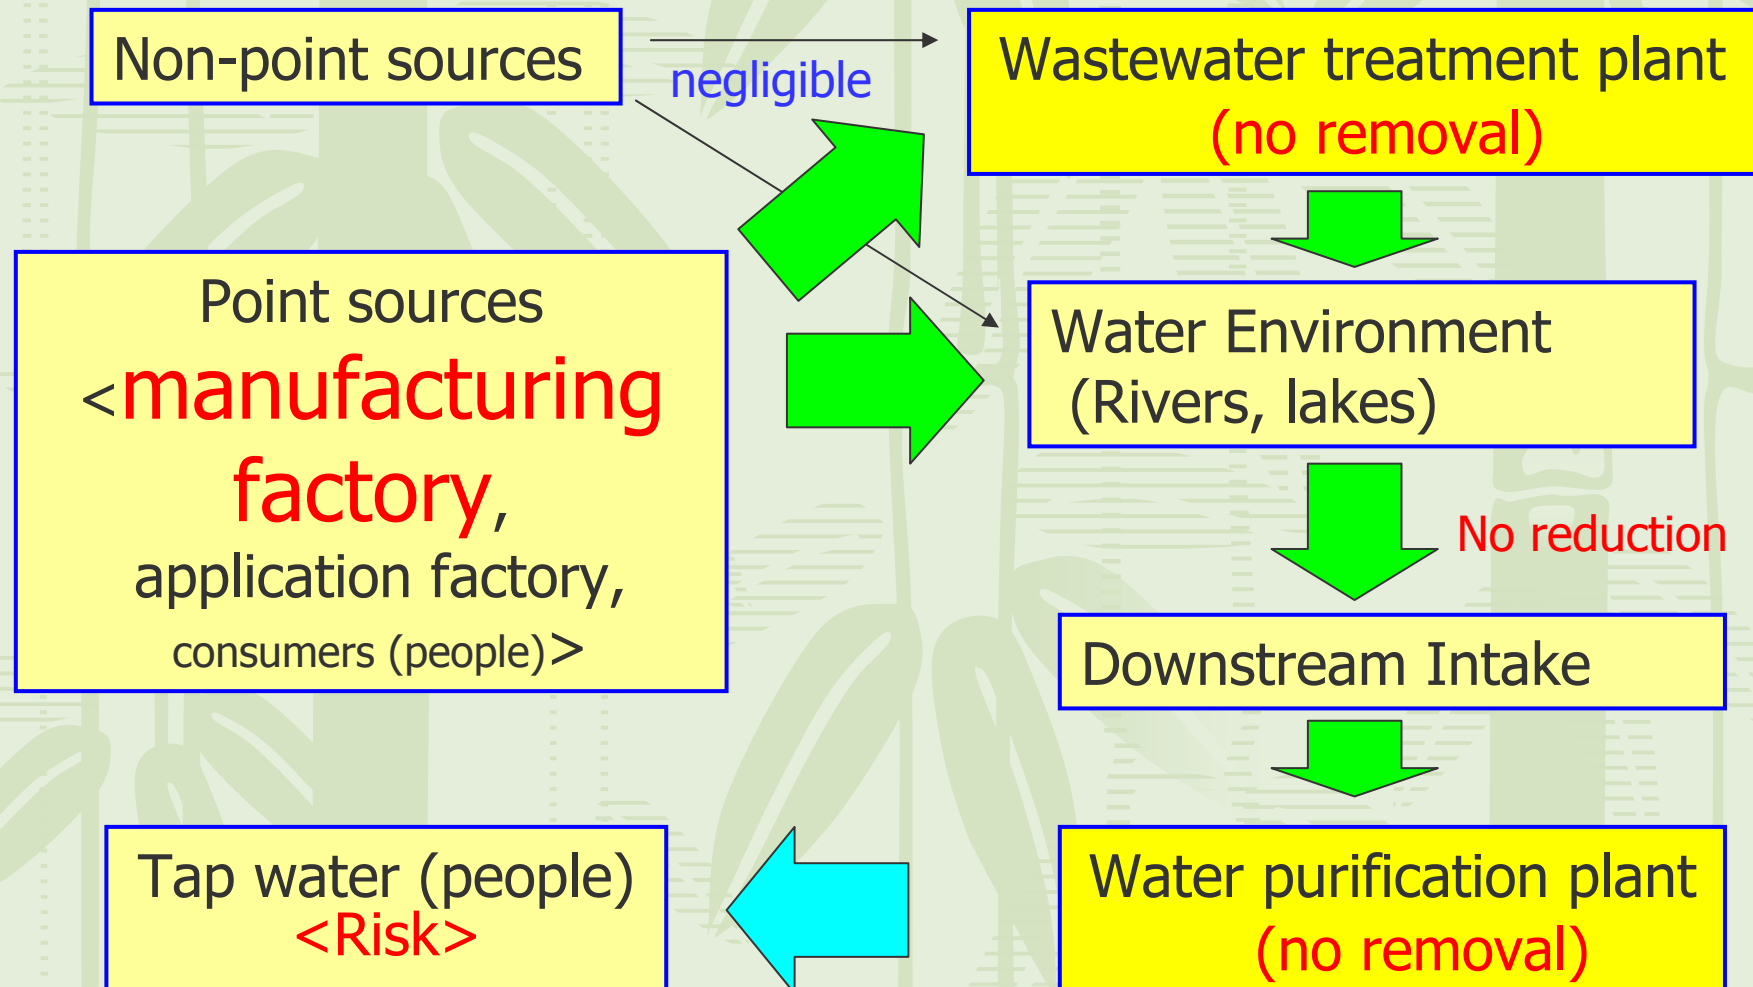 Non-point sources
negligible
Wastewater treatment plant
(no removal)
Point sources
<manufacturing
factory,
application factory,
consumers (people)>
Water Environment
(Rivers, lakes)
No reduction
Downstream Intake
Water purification plant
(no removal)
Tap water (people)
<Risk>